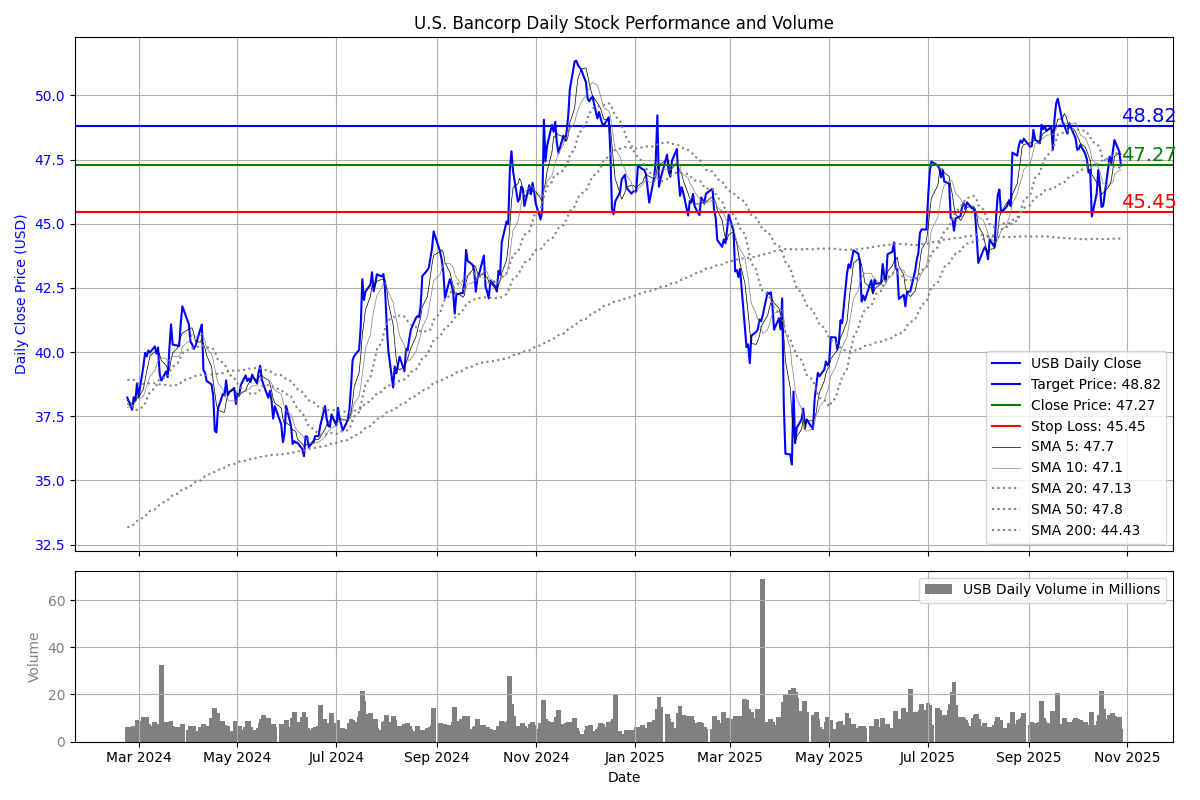 U.S. Bancorp Daily Stock Performance and Volume
Daily Close Price (USD)
50.0
47.5
45.0
42.5
40.0
37.5
35.0
32.5
48.82
47.27
45.45
USB Daily Close
Target Price: 48.82
Close Price: 47.27
Stop Loss: 45.45
SMA 5: 47.7
SMA 10: 47.1
SMA 20: 47.13
SMA 50: 47.8
SMA 200: 44.43
Volume
60
40
20
0
USB Daily Volume in Millions
Mar 2024 May 2024 Jul 2024 Sep 2024 Nov 2024 Jan 2025 Mar 2025 May 2025 Jul 2025 Sep 2025 Nov 2025
Date